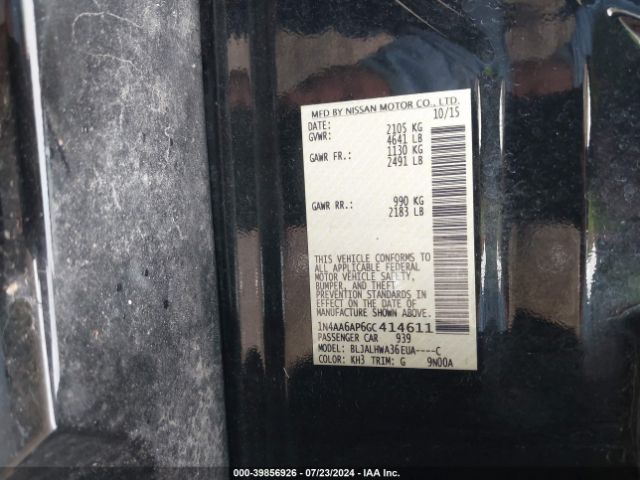 MFD BY NISSAN MOTOR CO., LTD.
DATE: 10/15
GVWR: 2105 KG
4641 LB
GAWR FR.: 1130 KG
2491 LB
GAWR RR.: 990 KG
2183 LB
THIS VEHICLE CONFORMS TO
ALL APPLICABLE FEDERAL
MOTOR VEHICLE SAFETY,
BUMPER, AND THEFT
PREVENTION STANDARDS IN
EFFECT ON THE DATE OF
MANUFACTURE SHOWN ABOVE.
1N4AA6AP6GC414611
PASSENGER CAR 939
MODEL: BLJALHWA36EUA----C
COLOR: KH3 TRIM: G 9N00A
000-39856926 - 07/23/2024 - IAA Inc.